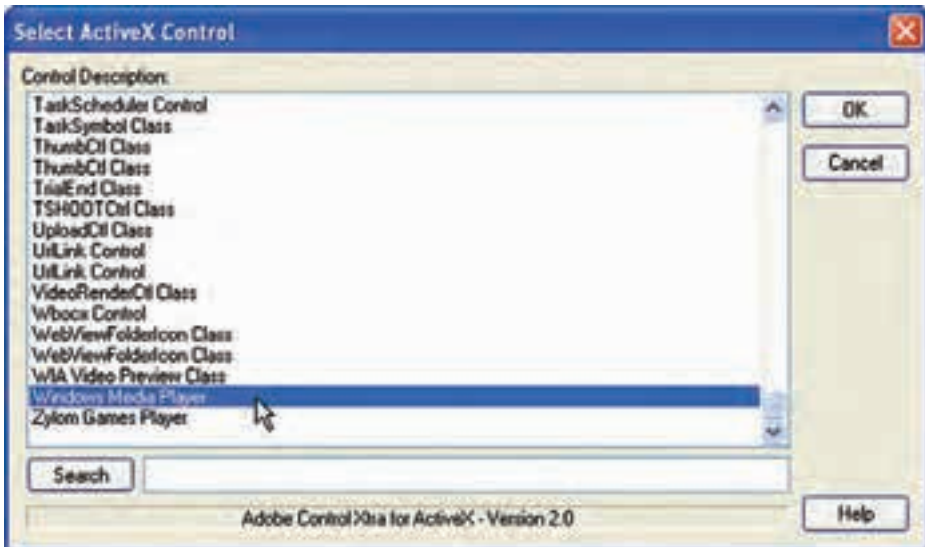 Select ActiveX Control
Control Description:
TaskScheduler Control
TaskSymbol Class
ThumbCtl Class
ThumbCtl Class
TrialEnd Class
TSHOOTCtrl Class
UploadCtl Class
UrlLink Control
UrlLink Control
VideoRenderCtl Class
Wbocx Control
WebViewFolderIcon Class
WebViewFolderIcon Class
WIA Video Preview Class
Windows Media Player
Zylom Games Player
OK
Cancel
Search
Adobe Control Xtra for ActiveX - Version 2.0
Help